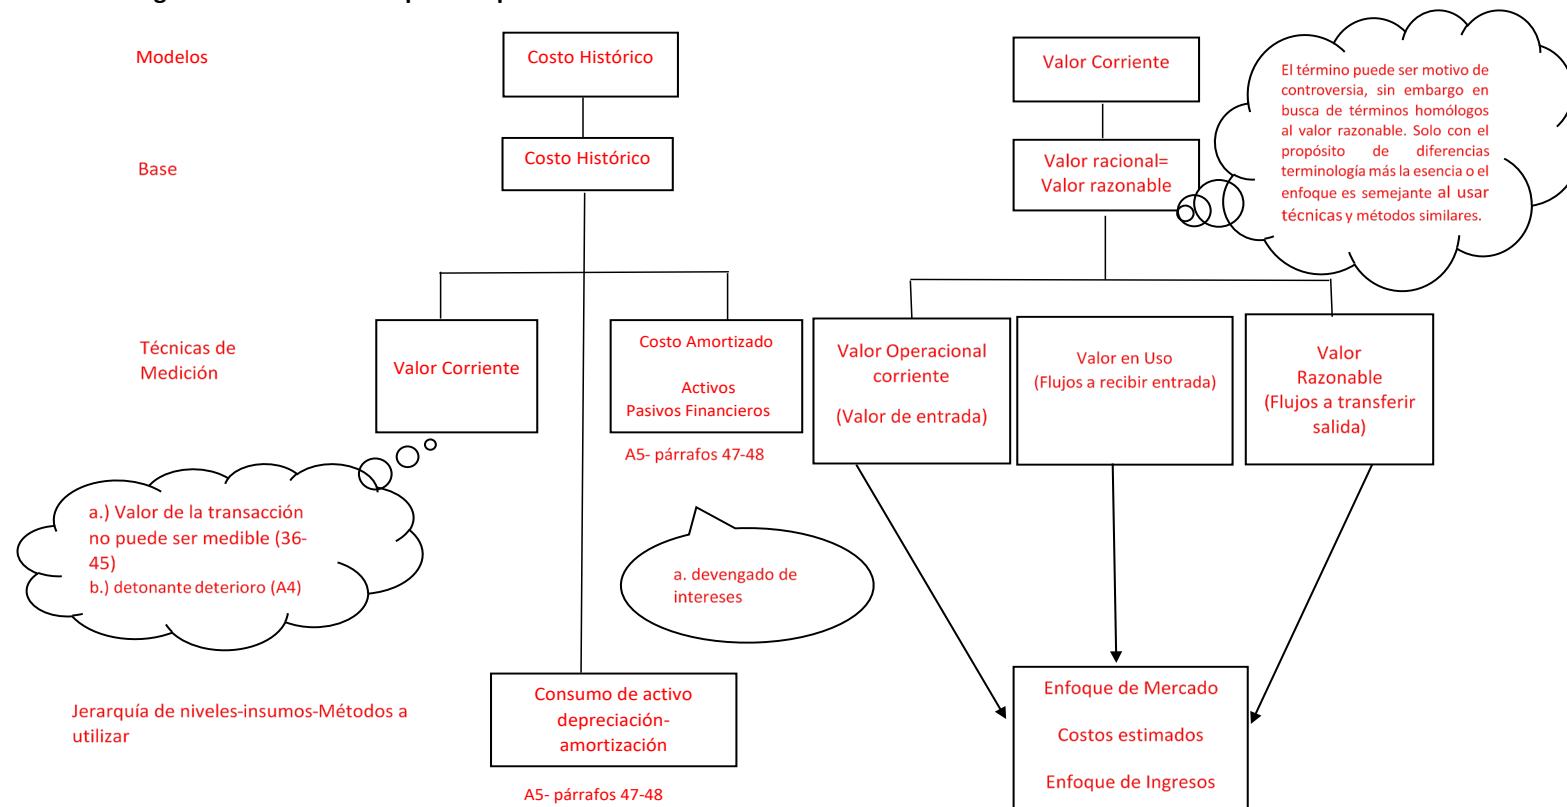 Modelos
Costo Histórico
Valor Corriente
El término puede ser motivo de
controversia, sin embargo en
busca de términos homólogos
al valor razonable. Solo con el
propósito de diferencias
terminología más la esencia o el
enfoque es semejante al usar
técnicas y métodos similares.
Base
Costo Histórico
Valor racional=
Valor razonable
Técnicas de
Medición
Valor Corriente
Costo Amortizado
Activos
Pasivos Financieros
A5- párrafos 47-48
Valor Operacional
corriente
(Valor de entrada)
Valor en Uso
(Flujos a recibir entrada)
Valor
Razonable
(Flujos a transferir
salida)
a.) Valor de la transacción
no puede ser medible (36-
45)
b.) detonante deterioro (A4)
a. devengado de
intereses
Jerarquía de niveles-insumos-Métodos a
utilizar
Consumo de activo
depreciación-
amortización
A5- párrafos 47-48
Enfoque de Mercado
Costos estimados
Enfoque de Ingresos